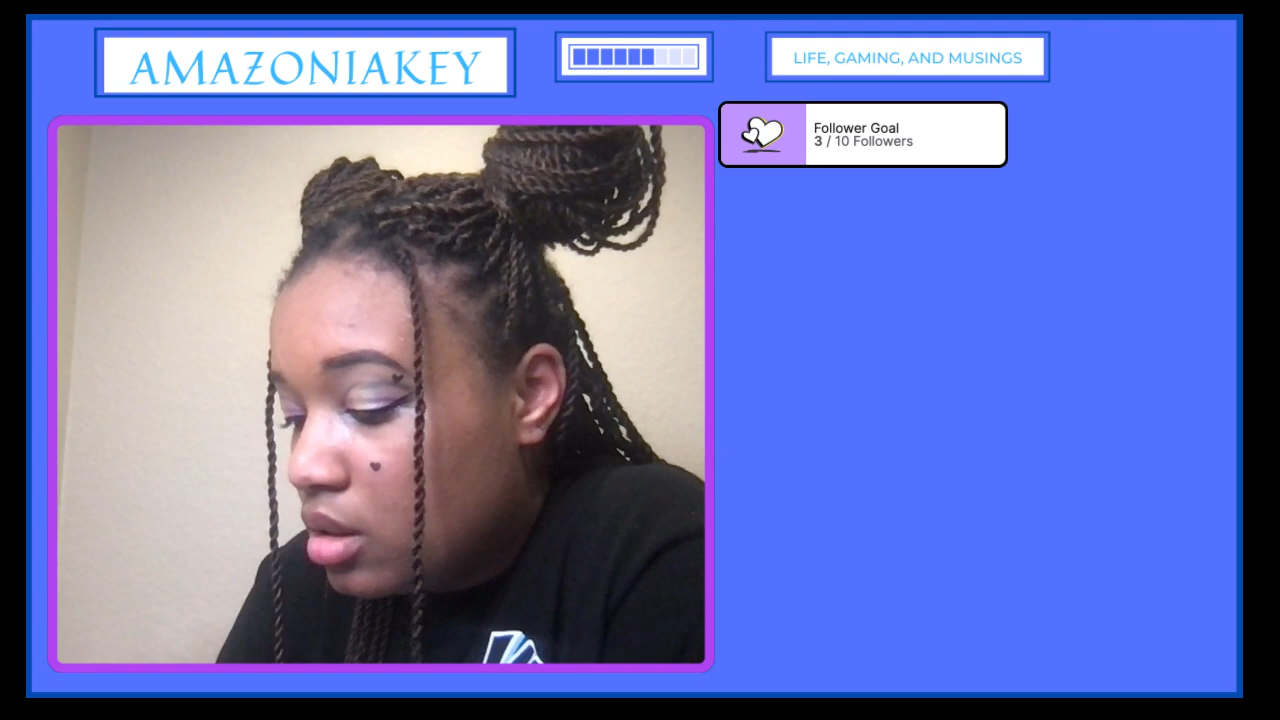 AMAZONIAKEY
LIFE, GAMING, AND MUSINGS
Follower Goal
3 / 10 Followers